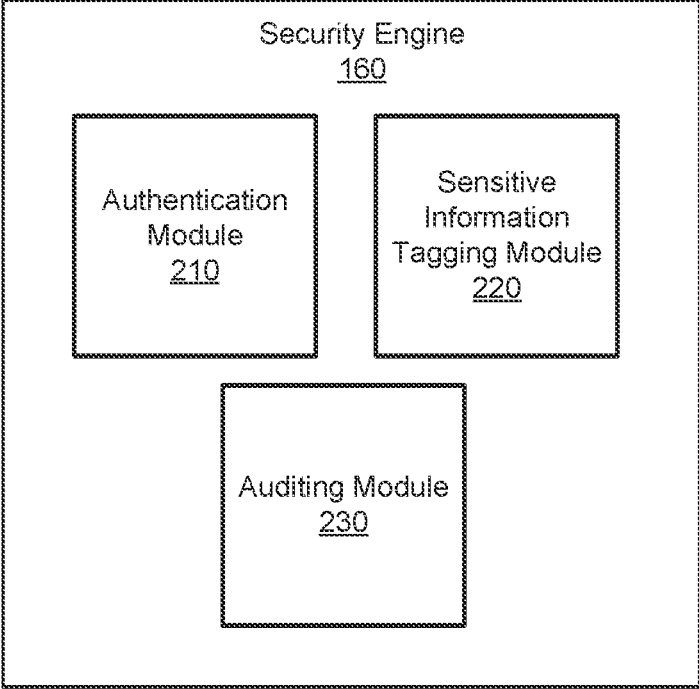 Security Engine
160
Authentication
Module
210
Sensitive
Information
Tagging Module
220
Auditing Module
230